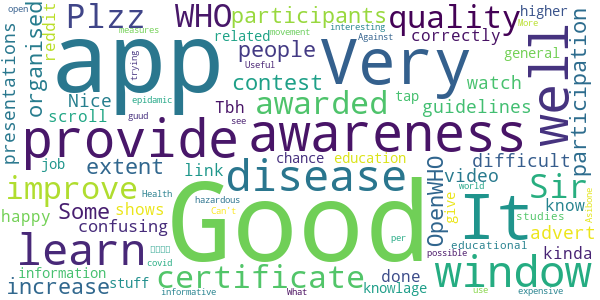 open
Plzz
WHO
participants
quality
higher
reddit
related
people
correctly
organised
app
Very
well
measures
movement
interesting
Against
More
general
trying
Useful
presentations
Nice
contest
watch
participation
scroll
epidamic
Tbh
awarded
tap
guidelines
provide
awareness
guud
see
job
extent
link
chance
education
difficult
improve
disease
OpenWHO
video
Sir
know
happy
Some
shows
Health
hazardous
Can't
Good
It
give
world
studies
advert
Asibone
learn
confusing
educational
kinda
information
covid
certificate
per
window
possible
increase
stuff
informative
What
done
knowlage
use
expensive